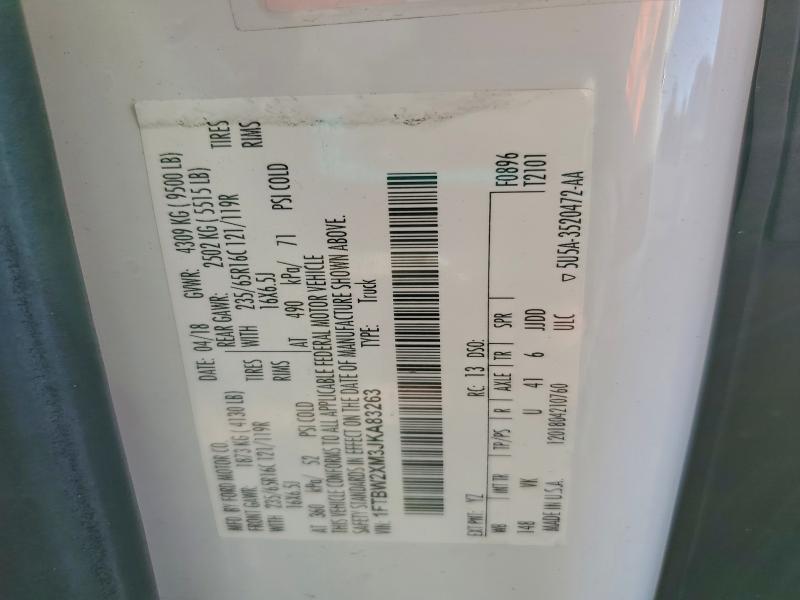 MFD. BY FORD MOTOR CO.
DATE: 04/18 GVWR: 4309 KG ( 9500 LB)
FRONT GAWR: 1873 KG ( 4130 LB) REAR GAWR: 2502 KG ( 5515 LB)
WITH 235/65R16C 121/119R TIRES WITH 235/65R16C 121/119R TIRES
16X6.5J RIMS 16X6.5J RIMS
AT 360 kPa/ 52 PSI COLD AT 490 kPa/ 71 PSI COLD
THIS VEHICLE CONFORMS TO ALL APPLICABLE FEDERAL MOTOR VEHICLE
SAFETY STANDARDS IN EFFECT ON THE DATE OF MANUFACTURE SHOWN ABOVE.
VIN: 1FTBW2XM3JKA83263 TYPE: Truck
F0896
EXT PNT: YZ RC: 13 DSO: T2101
WB INT TR TP/PS R AXLE TR SPR
148 VK U 41 6 JJDD
1201804210760 ULC
MADE IN U.S.A. ▽ 5U5A-3520472-AA